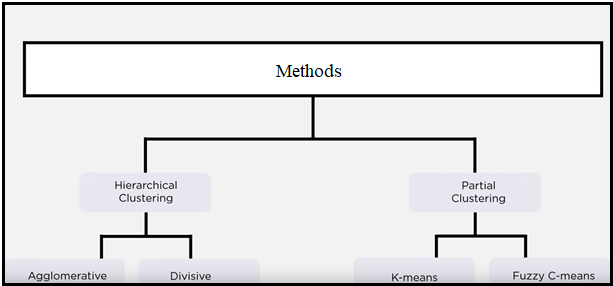 Methods
Hierarchical
Clustering
Partial
Clustering
Agglomerative
Divisive
K-means
Fuzzy C-means